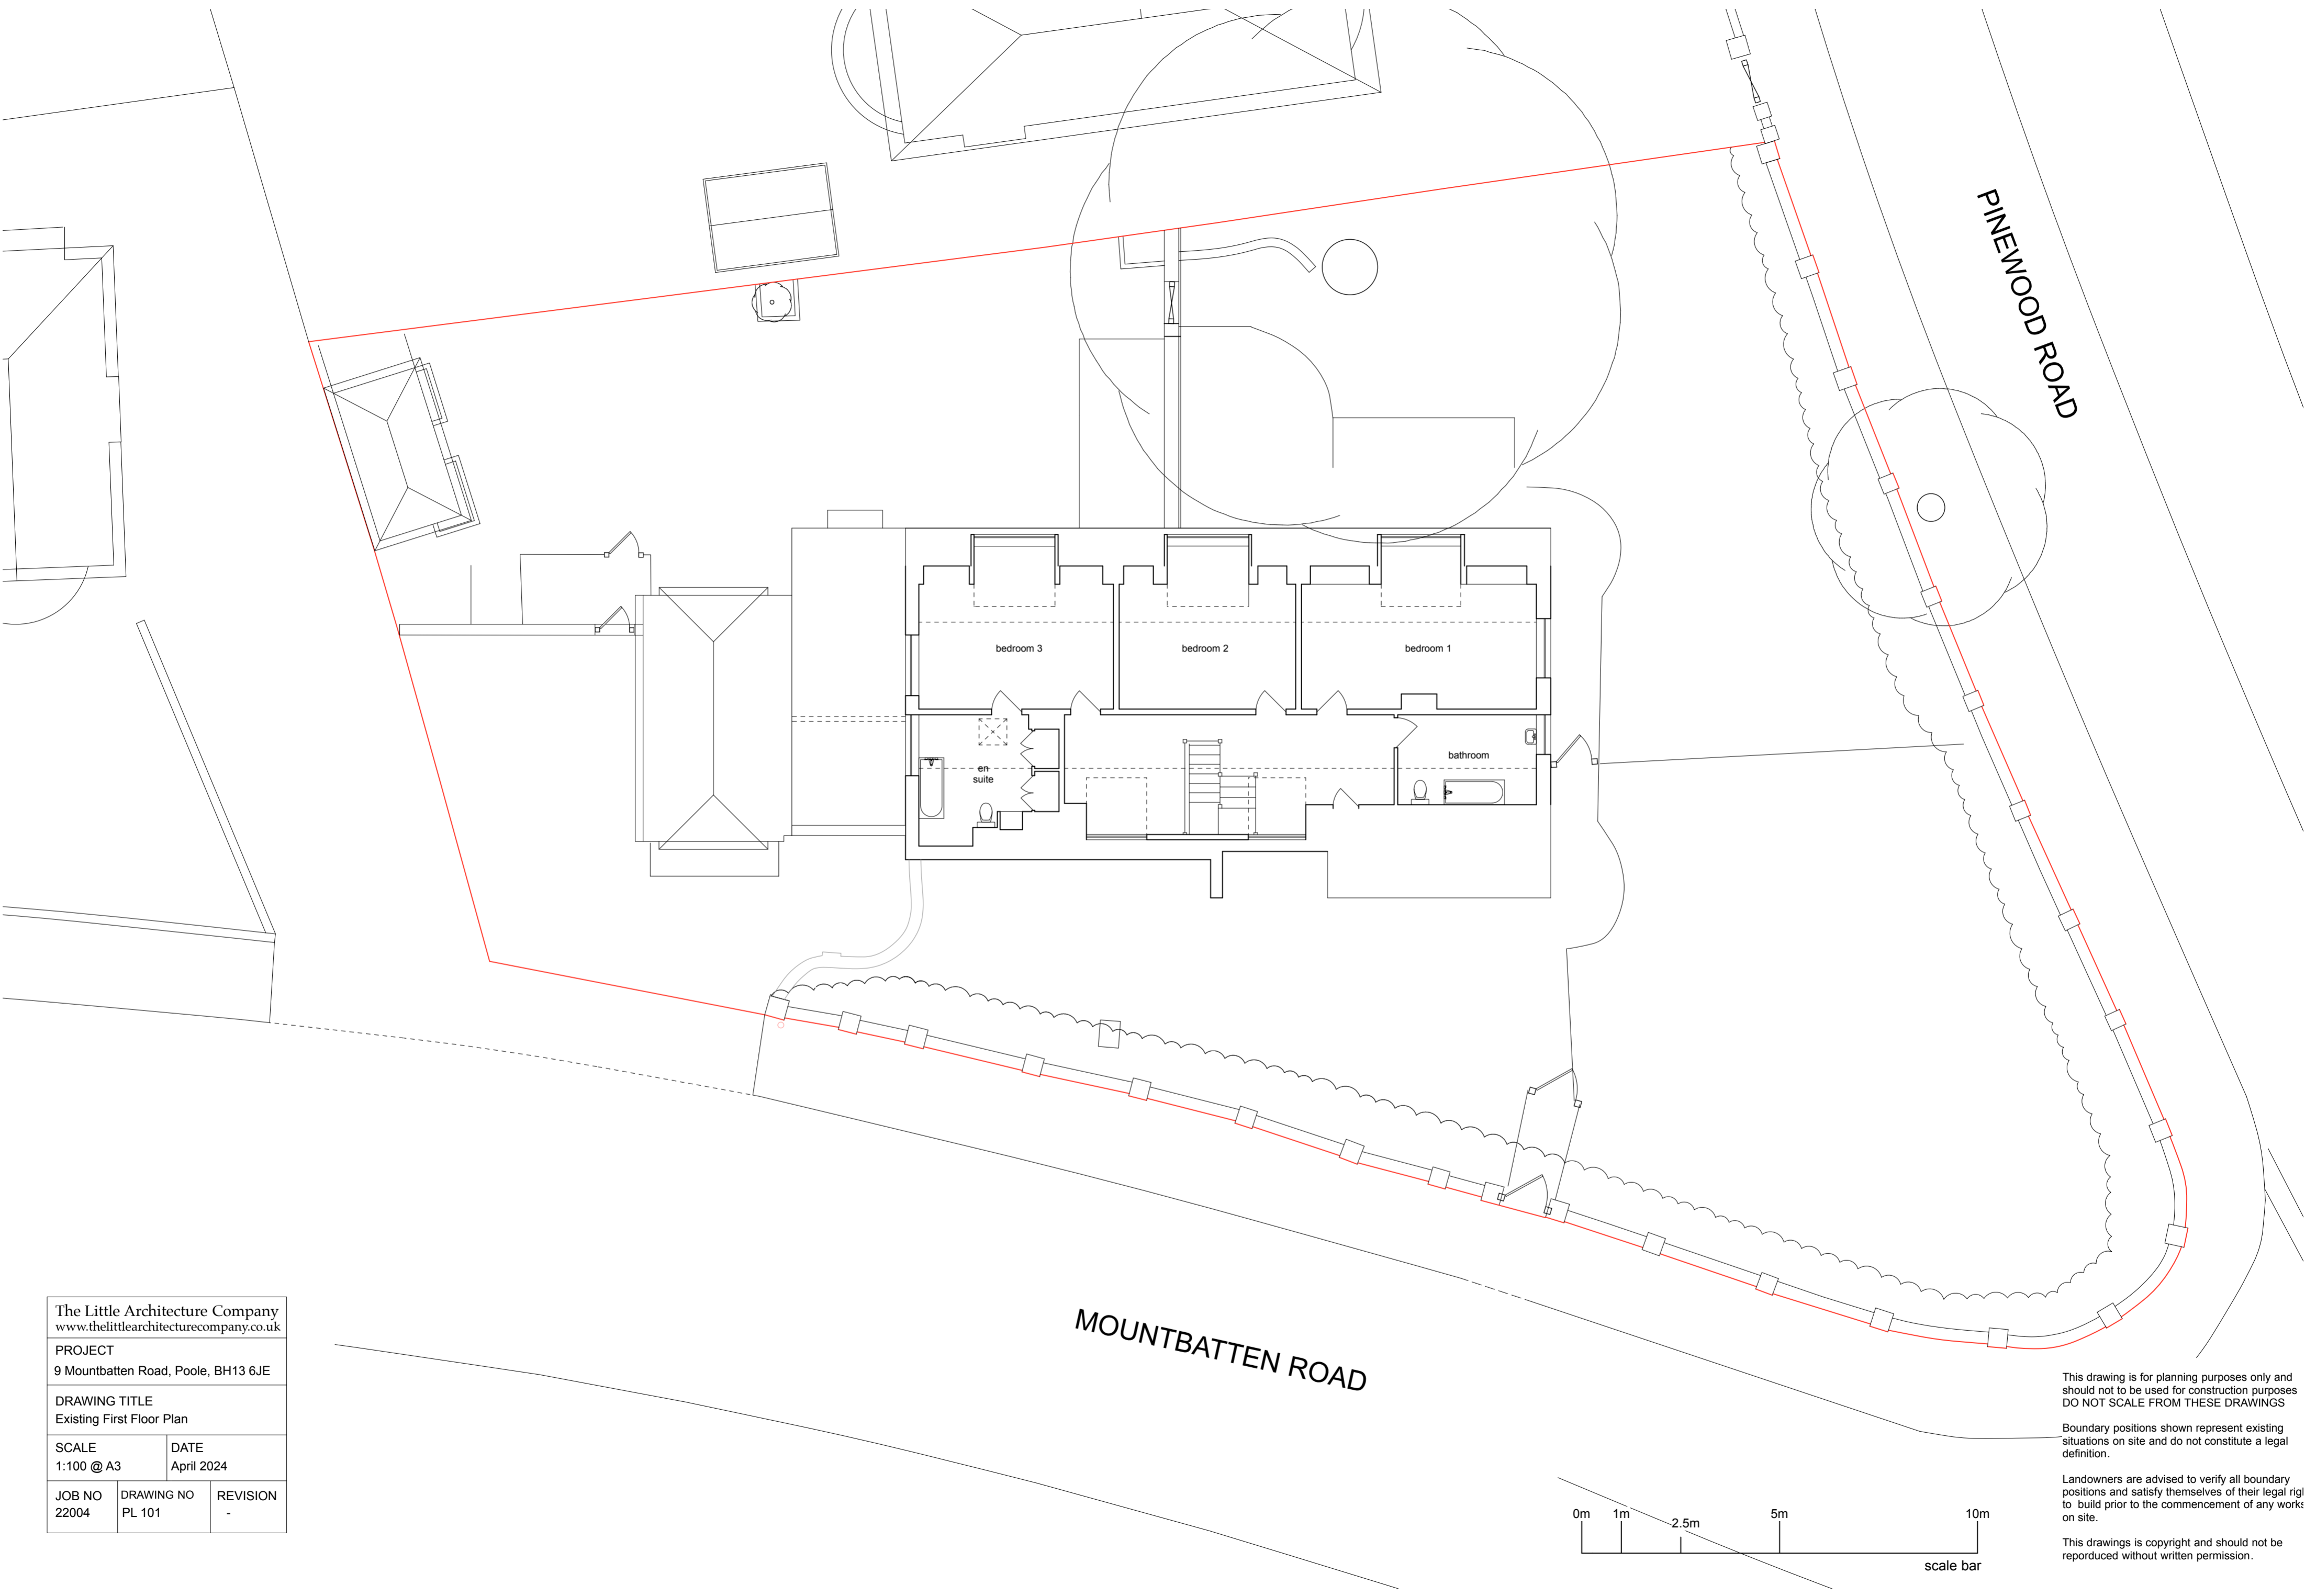 PINEWOOD ROAD
bedroom 3
bedroom 2
bedroom 1
en
suite
bathroom
MOUNTBATTEN ROAD
The Little Architecture Company
www.thelittlearchitecturecompany.co.uk
PROJECT
9 Mountbatten Road, Poole, BH13 6JE
DRAWING TITLE
Existing First Floor Plan
SCALE
1:100 @ A3
DATE
April 2024
JOB NO
22004
DRAWING NO
PL 101
REVISION
-
0m 1m 2.5m 5m 10m
scale bar
This drawing is for planning purposes only and
should not to be used for construction purposes
DO NOT SCALE FROM THESE DRAWINGS
Boundary positions shown represent existing
situations on site and do not constitute a legal
definition.
Landowners are advised to verify all boundary
positions and satisfy themselves of their legal
to build prior to the commencement of any works
on site.
This drawings is copyright and should not be
reporduced without written permission.